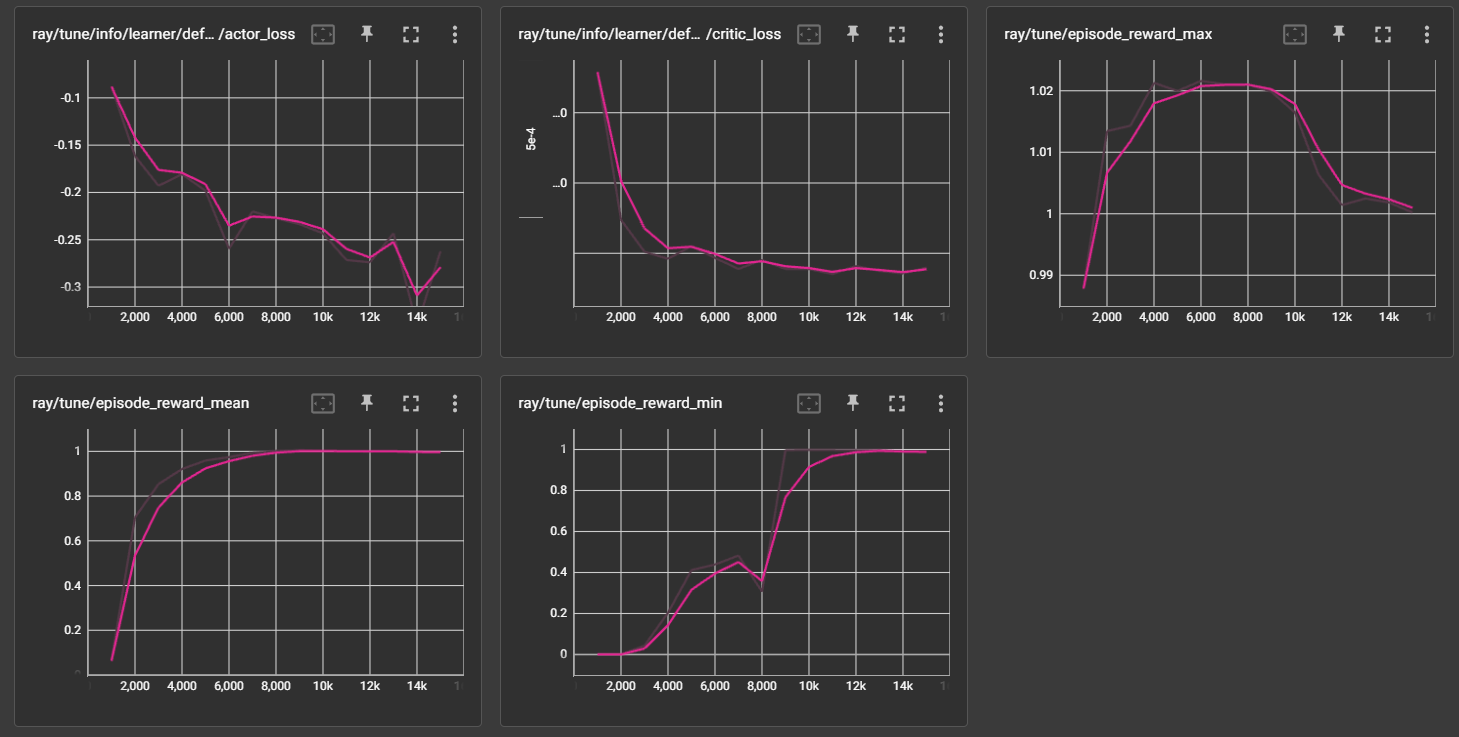 ray/tune/info/learner/def... /actor_loss
-0.1
-0.15
-0.2
-0.25
-0.3
2,000 4,000 6,000 8,000 10k 12k 14k
ray/tune/info/learner/def... /critic_loss
...0
5e-4
...0
2,000 4,000 6,000 8,000 10k 12k 14k
ray/tune/episode_reward_max
1.02
1.01
1
0.99
2,000 4,000 6,000 8,000 10k 12k 14k
ray/tune/episode_reward_mean
1
0.8
0.6
0.4
0.2
2,000 4,000 6,000 8,000 10k 12k 14k
ray/tune/episode_reward_min
1
0.8
0.6
0.4
0.2
0
2,000 4,000 6,000 8,000 10k 12k 14k